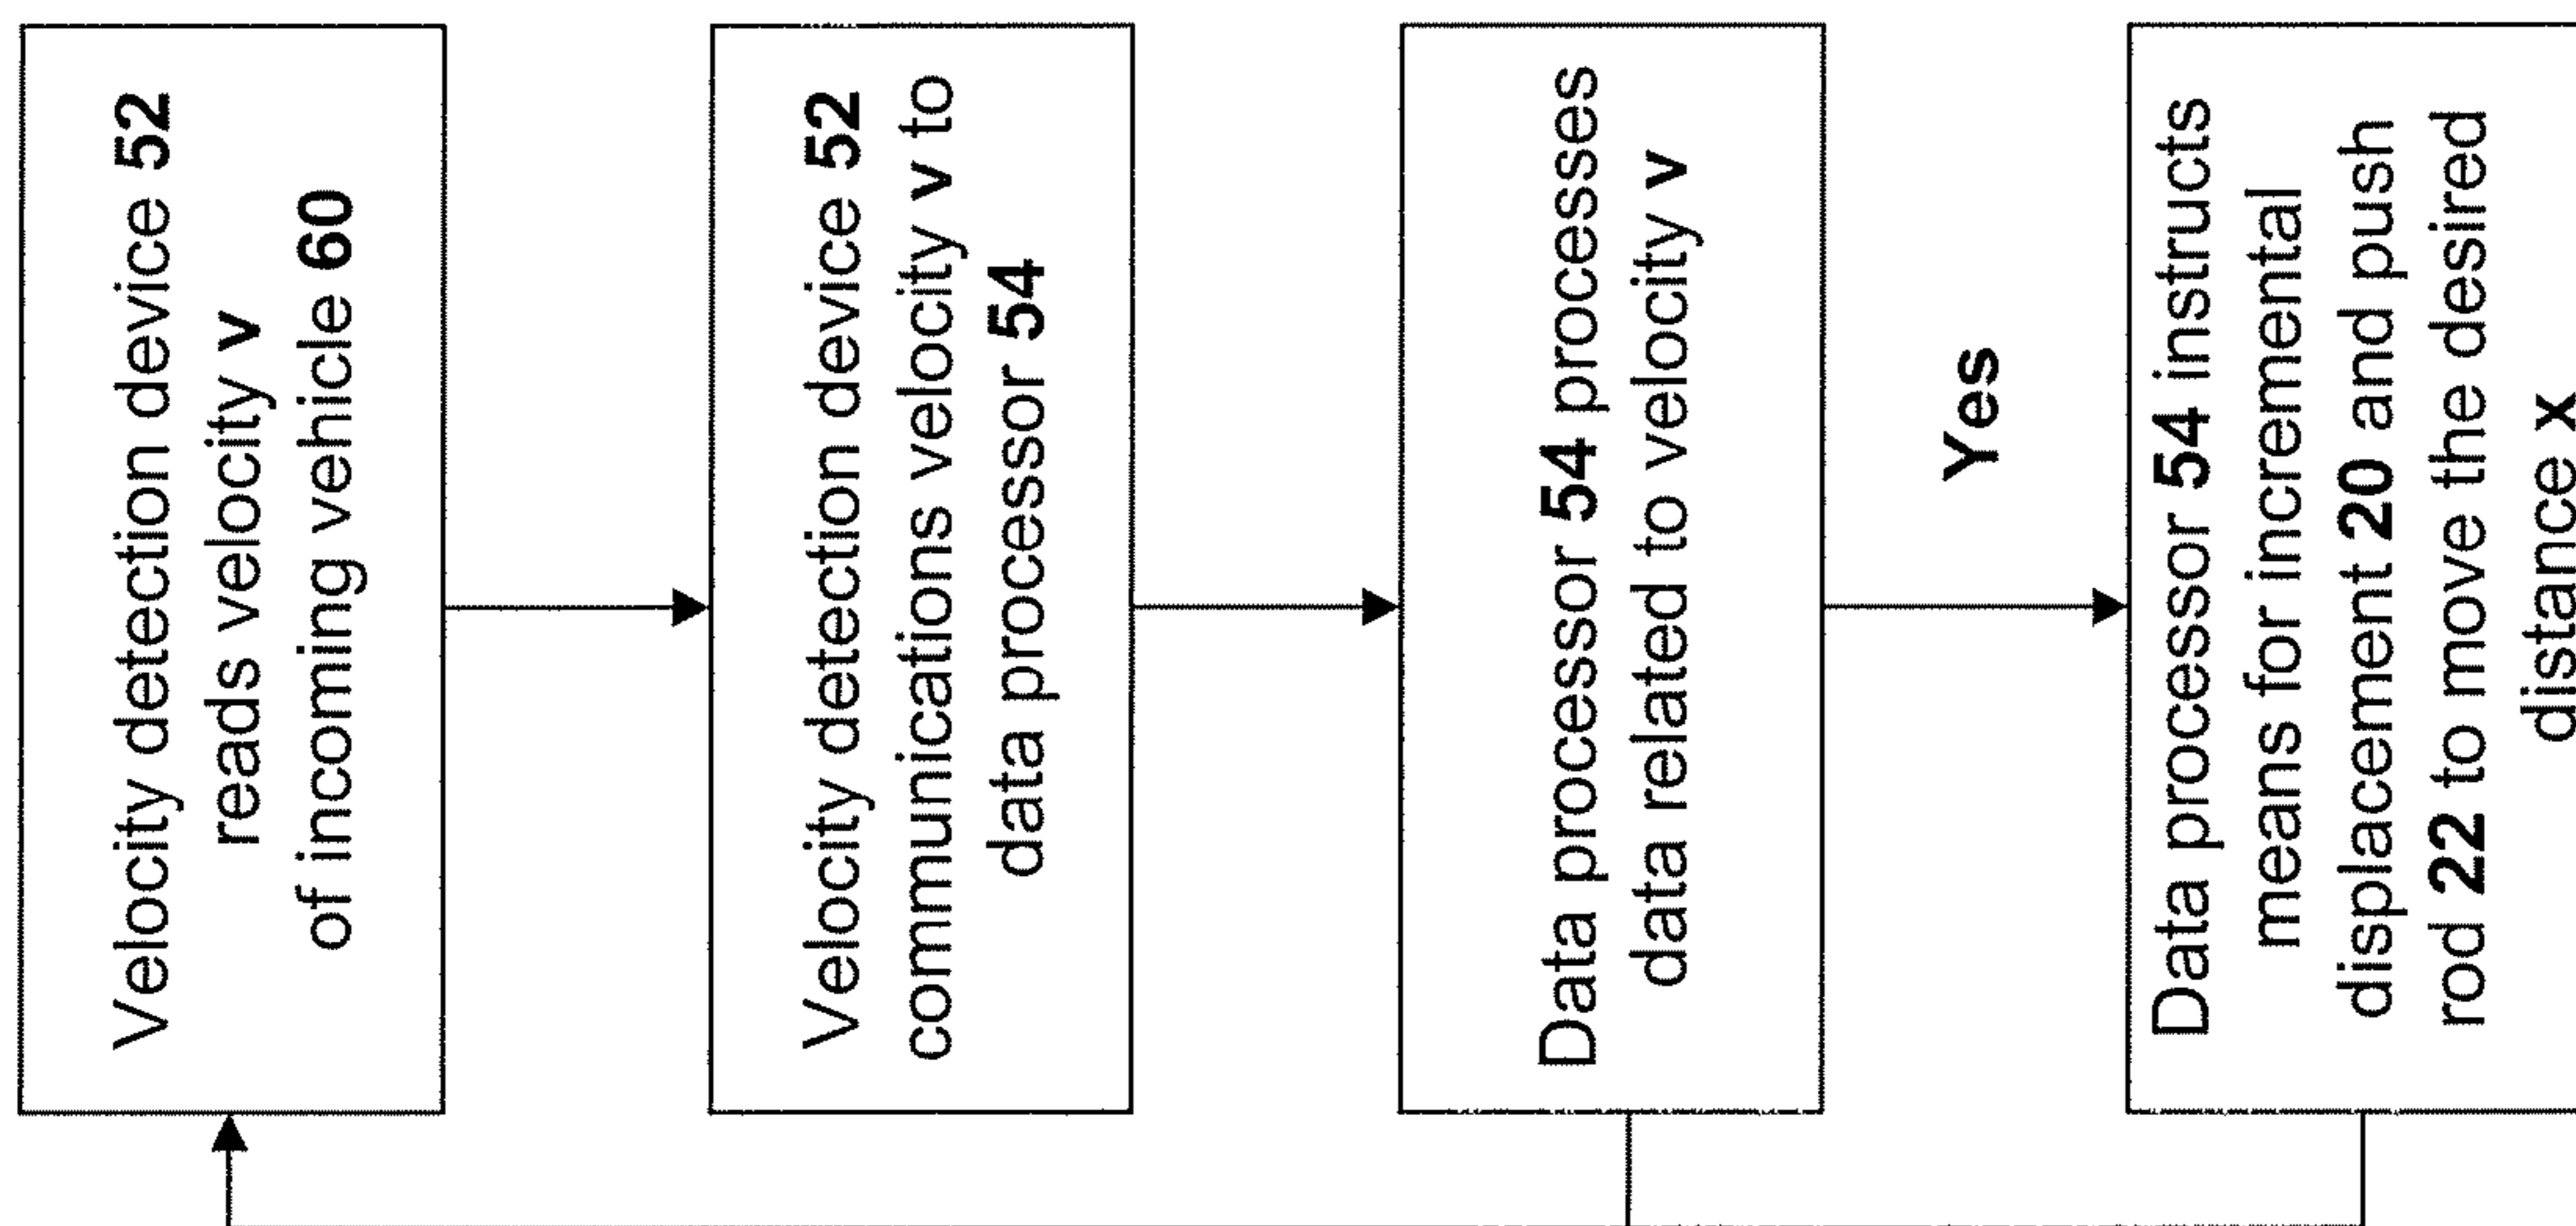 Velocity detection device 52
reads velocity v
of incoming vehicle 60
Velocity detection device 52
communications velocity v to
data processor 54
Data processor 54 processes
data related to velocity v
Yes
Data processor 54 instructs
means for incremental
displacement 20 and push
rod 22 to move the desired
distance x